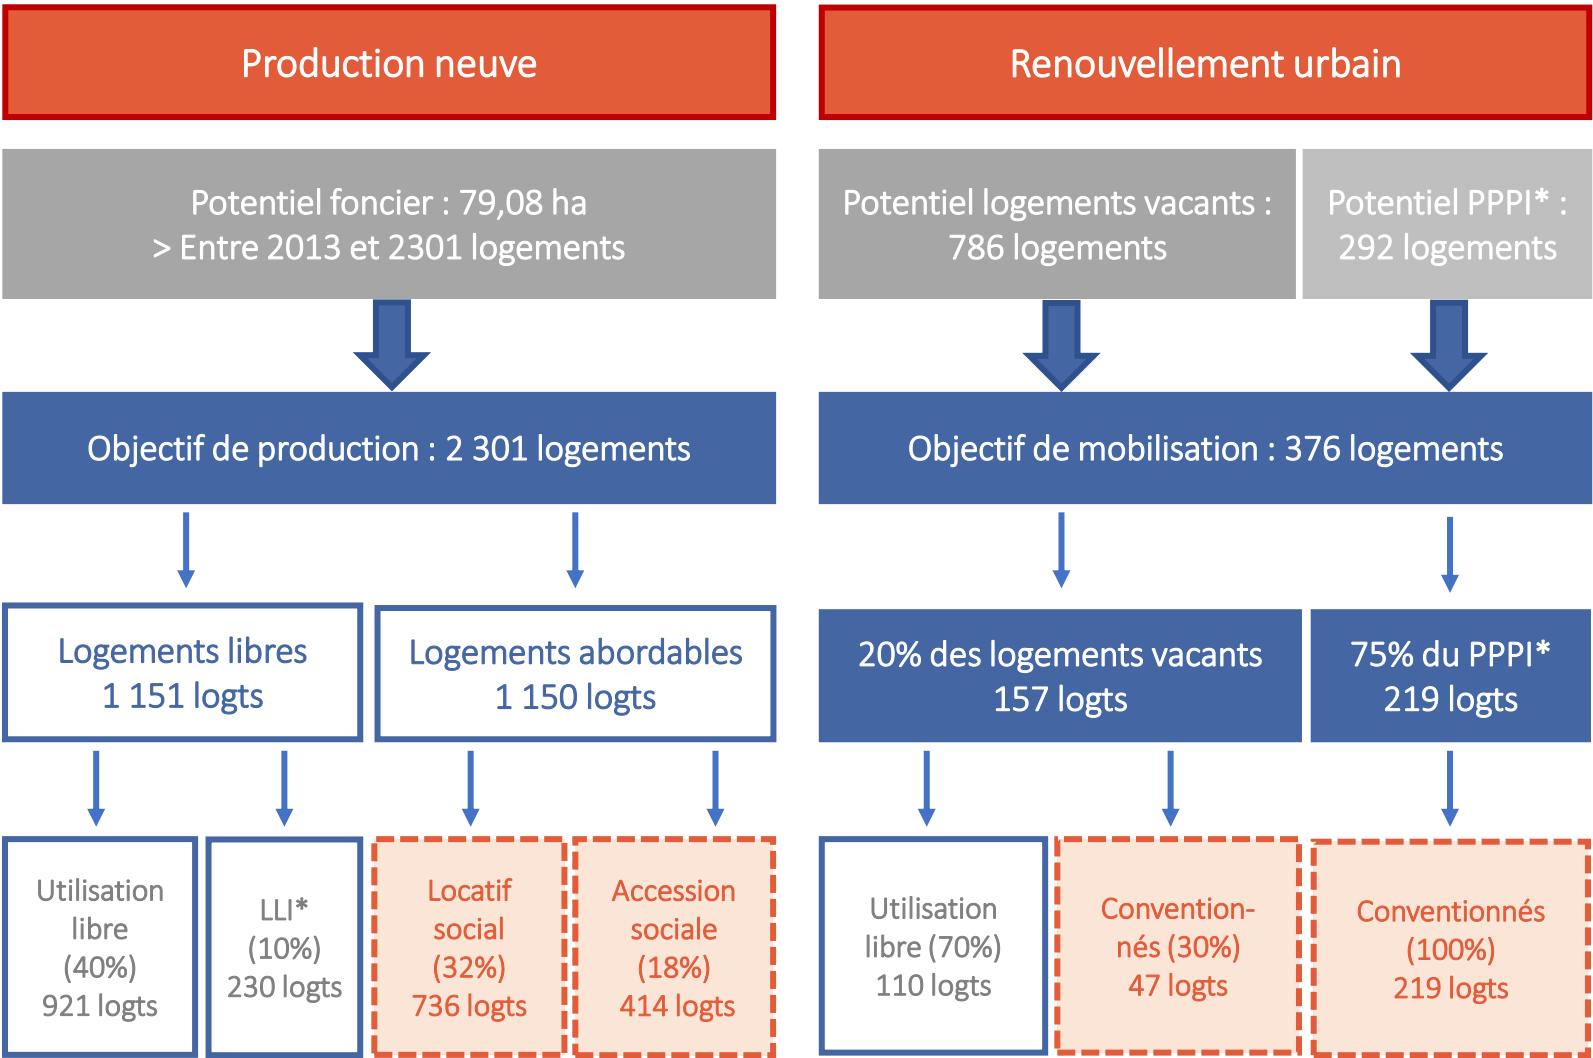 Production neuve
Potentiel foncier : 79,08 ha
> Entre 2013 et 2301 logements
Objectif de production : 2 301 logements
Logements libres
1 151 logts
Logements abordables
1 150 logts
Utilisation
libre
(40%)
921 logts
LLI*
(10%)
230 logts
Locatif
social
(32%)
736 logts
Accession
sociale
(18%)
414 logts
Renouvellement urbain
Potentiel logements vacants :
786 logements
Potentiel PPPI* :
292 logements
Objectif de mobilisation : 376 logements
20% des logements vacants
157 logts
75% du PPPI*
219 logts
Utilisation
libre (70%)
110 logts
Convention-
nés (30%)
47 logts
Conventionnés
(100%)
219 logts